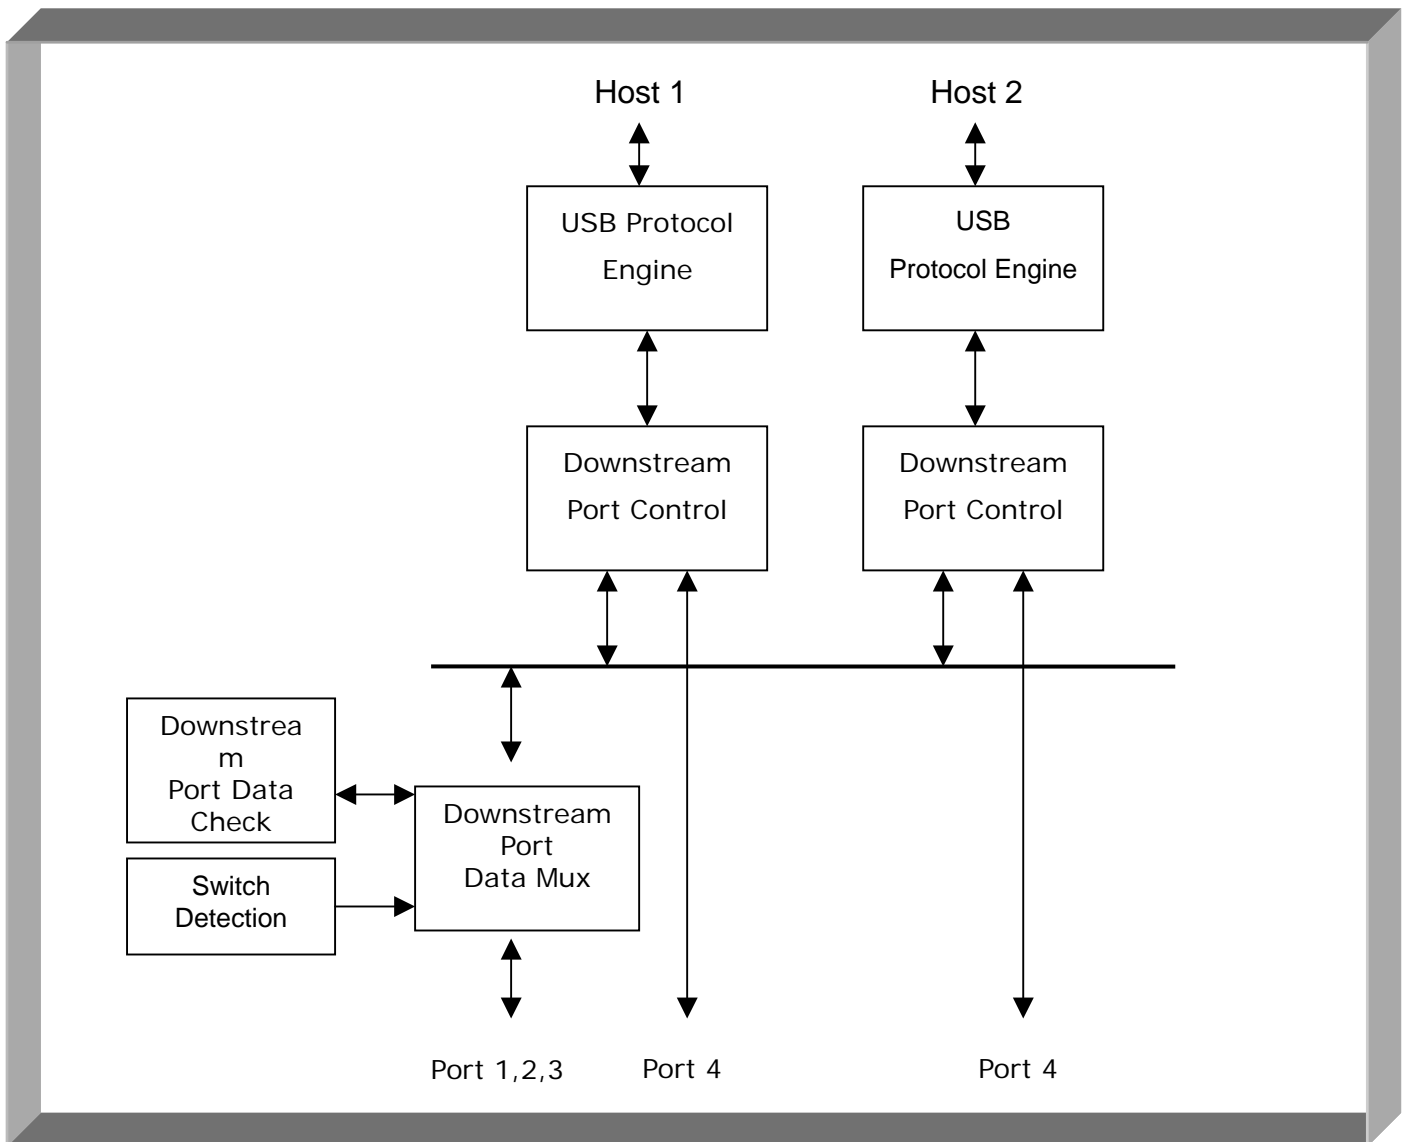 Host 1
Host 2
USB Protocol
Engine
USB
Protocol Engine
Downstream
Port Control
Downstream
Port Control
Downstrea
m
Port Data
Check
Switch
Detection
Downstream
Port
Data Mux
Port 1,2,3
Port 4
Port 4